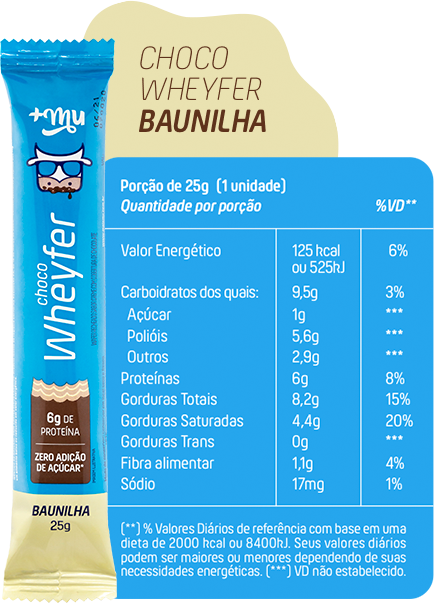 CHOCO
WHEYFER
BAUNILHA
+Mu
choco
Wheyfer
6g DE
PROTEÍNA
ZERO ADIÇÃO
DE AÇÚCAR*
BAUNILHA
25g
Porção de 25g (1 unidade)
Quantidade por porção %VD**
Valor Energético 125 kcal 6%
ou 525kJ
Carboidratos dos quais: 9,5g 3%
Açúcar 1g ***
Polióis 5,6g ***
Outros 2,9g ***
Proteínas 6g 8%
Gorduras Totais 8,2g 15%
Gorduras Saturadas 4,4g 20%
Gorduras Trans 0g ***
Fibra alimentar 1,1g 4%
Sódio 17mg 1%
(**) % Valores Diários de referência com base em uma
dieta de 2000 kcal ou 8400kJ. Seus valores diários
podem ser maiores ou menores dependendo de suas
necessidades energéticas. (***) VD não estabelecido.